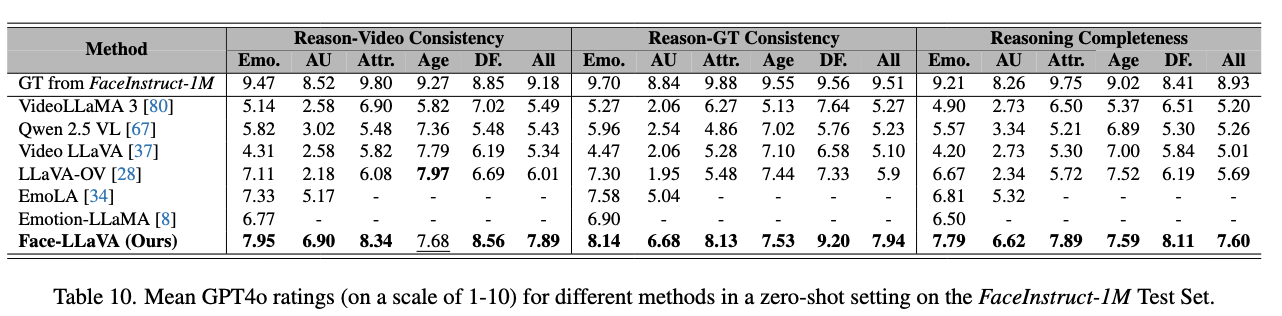 Method Reason-Video Consistency Reason-GT Consistency Reasoning Completeness
Emo. AU Attr. Age DF. All Emo. AU Attr. Age DF. All Emo. AU Attr. Age DF. All
GT from FaceInstruct-1M 9.47 8.52 9.80 9.27 8.85 9.18 9.70 8.84 9.88 9.55 9.56 9.51 9.21 8.26 9.75 9.02 8.41 8.93
VideoLLaMA 3 [80] 5.14 2.58 6.90 5.82 7.02 5.49 5.27 2.06 6.27 5.13 7.64 5.27 4.90 2.73 6.50 5.37 6.51 5.20
Qwen 2.5 VL [67] 5.82 3.02 5.48 7.36 5.48 5.43 5.96 2.54 4.86 7.02 5.76 5.23 5.57 3.34 5.21 6.89 5.30 5.26
Video LLaVA [37] 4.31 2.58 5.82 7.79 6.19 5.34 4.47 2.06 5.28 7.10 6.58 5.10 4.20 2.73 5.30 7.00 5.84 5.01
LLaVA-OV [28] 7.11 2.18 6.08 7.97 6.69 6.01 7.30 1.95 5.48 7.44 7.33 5.9 6.67 2.34 5.72 7.52 6.19 5.69
EmoLA [34] 7.33 5.17 - - - - 7.58 5.04 - - - - 6.81 5.32 - - - -
Emotion-LLaMA [8] 6.77 - - - - - 6.90 - - - - - 6.50 - - - - -
Face-LLaVA (Ours) 7.95 6.90 8.34 7.68 8.56 7.89 8.14 6.68 8.13 7.53 9.20 7.94 7.79 6.62 7.89 7.59 8.11 7.60
Table 10. Mean GPT4o ratings (on a scale of 1-10) for different methods in a zero-shot setting on the FaceInstruct-1M Test Set.